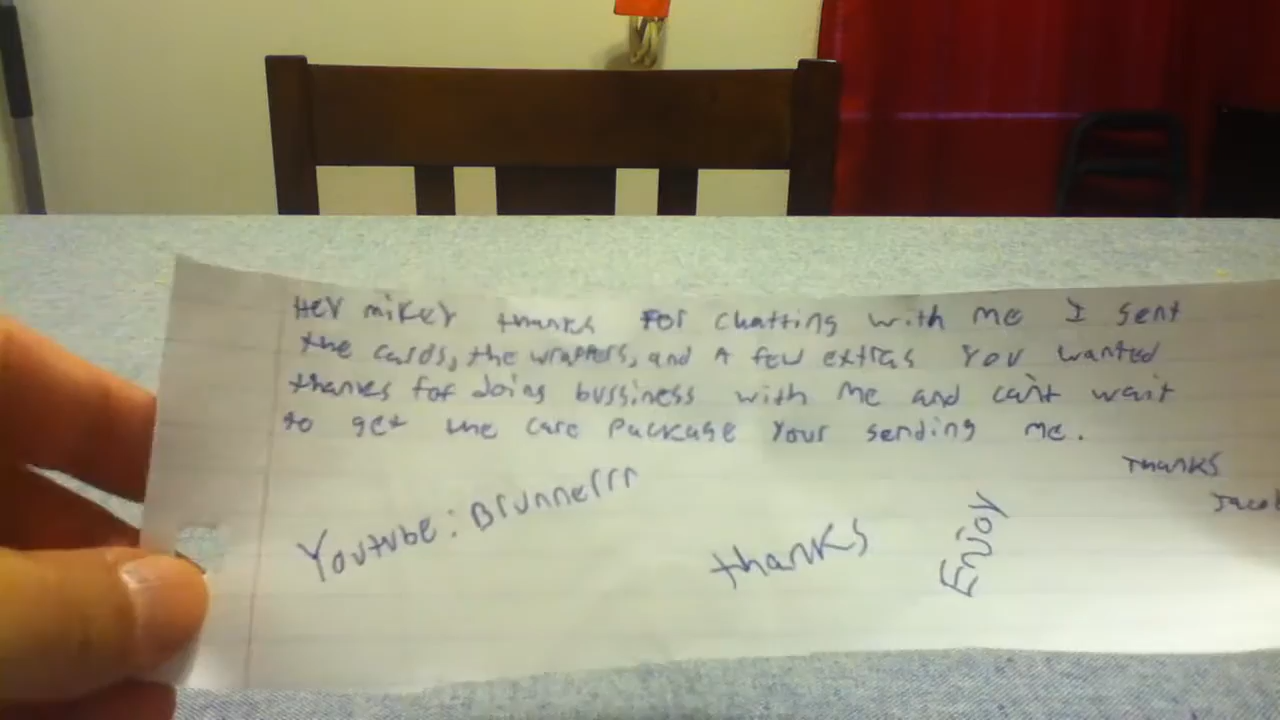 Hey mikey thanks For chatting with me I sent
the cards, the wrappers, and A few extras You wanted
thanks for doing bussiness with me and can't wait
to get the care package your sending me.
Thanks
Jacob
Youtube: Brunnerrr
thanks
Enjoy